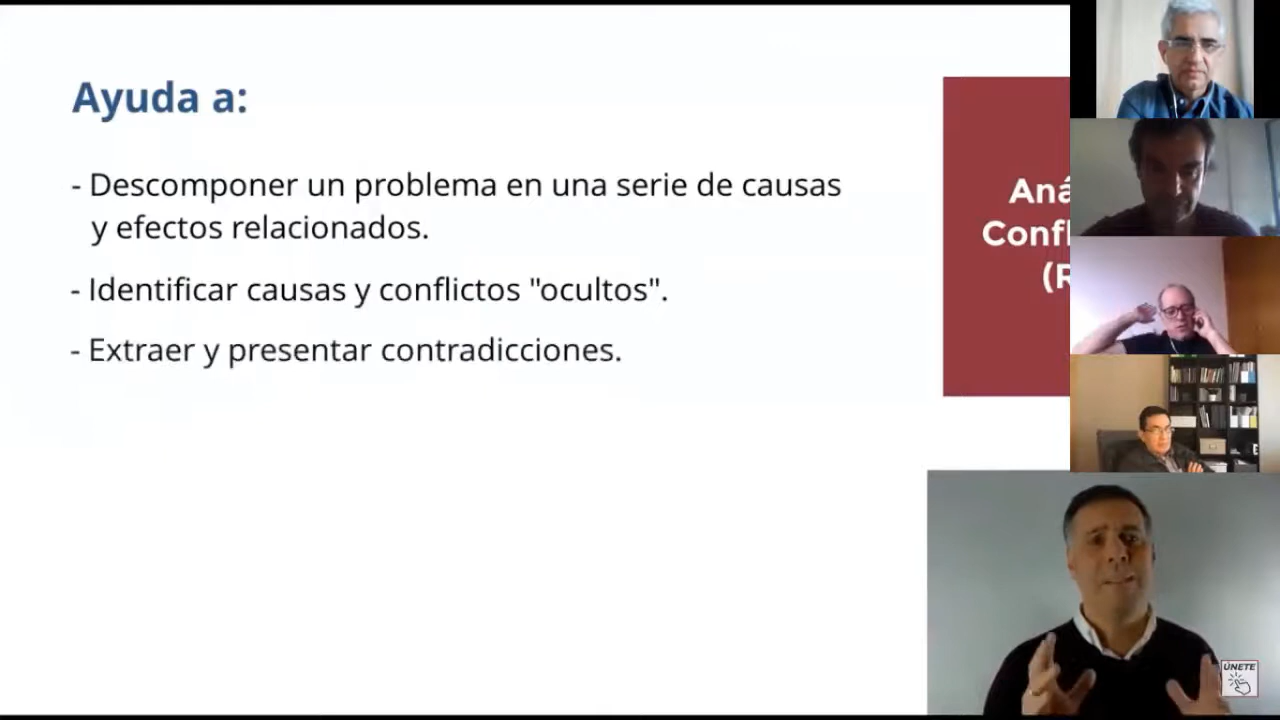 Ayuda a:
- Descomponer un problema en una serie de causas
y efectos relacionados.
- Identificar causas y conflictos "ocultos".
- Extraer y presentar contradicciones.
ÚNETE